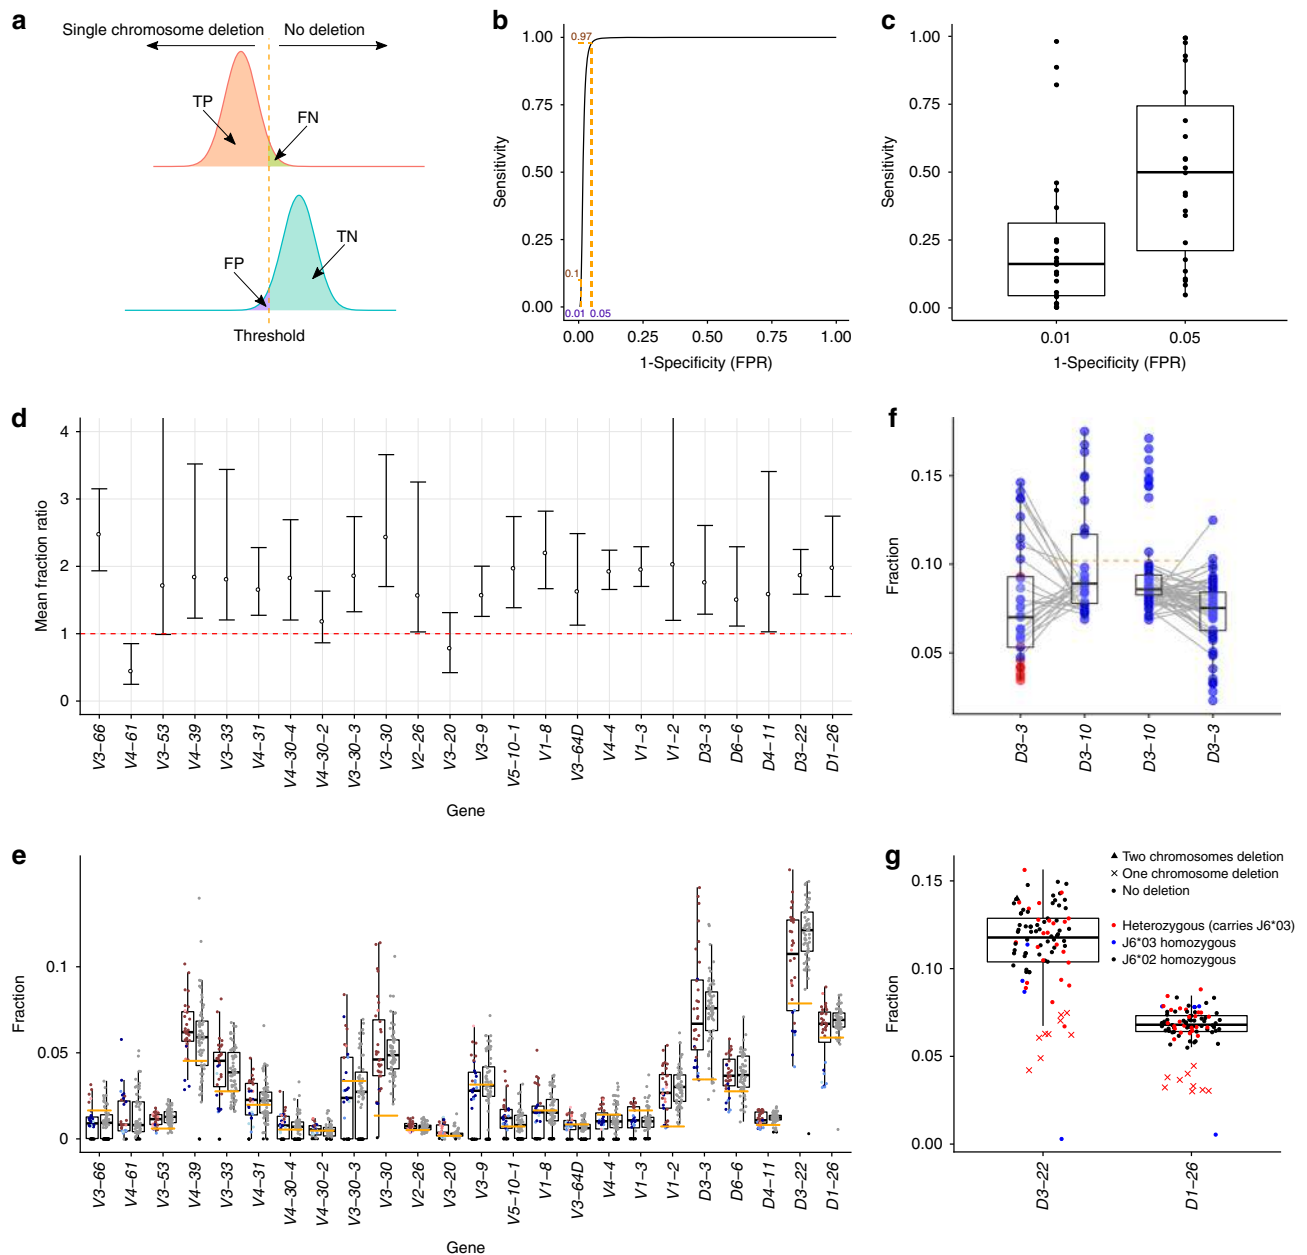 a
Single chromosome deletion
No deletion
TP
FN
TN
FP
Threshold
b
Sensitivity
1.00
0.75
0.50
0.25
0.00
0.97
0.1
0.01
0.05
0.00
0.25
0.50
0.75
1.00
1-Specificity (FPR)
c
Sensitivity
1.00
0.75
0.50
0.25
0.00
0.01
0.05
1-Specificity (FPR)
d
Mean fraction ratio
4
3
2
1
0
V3–66
V4–61
V3–53
V4–39
V3–33
V4–31
V4–30–4
V4–30–2
V3–30–3
V3–30
V2–26
V3–20
V3–9
V5–10–1
V1–8
V3–64D
V4–4
V1–3
V1–2
D3–3
D6–6
D4–11
D3–22
D1–26
Gene
f
Fraction
0.15
0.10
0.05
D3–3
D3–10
D3–10
D3–3
e
Fraction
0.1
0.05
0
V3–66
V4–61
V3–53
V4–39
V3–33
V4–31
V4–30–4
V4–30–2
V3–30–3
V3–30
V2–26
V3–20
V3–9
V5–10–1
V1–8
V3–64D
V4–4
V1–3
V1–2
D3–3
D6–6
D4–11
D3–22
D1–26
Gene
g
Fraction
0.15
0.10
0.05
0.00
Two chromosomes deletion
One chromosome deletion
No deletion
Heterozygous (carries J6*03)
J6*03 homozygous
J6*02 homozygous
D3–22
D1–26